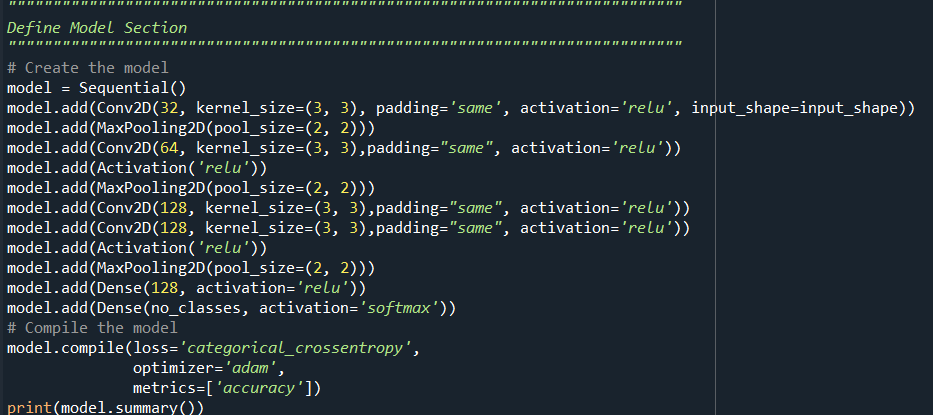 """""""""""""""""""""""""""""""""""""""""""""""""""""""""""""""""""""""""""
Define Model Section
"""""""""""""""""""""""""""""""""""""""""""""""""""""""""""""""""""""""""""
# Create the model
model = Sequential()
model.add(Conv2D(32, kernel_size=(3, 3), padding='same', activation='relu', input_shape=input_shape))
model.add(MaxPooling2D(pool_size=(2, 2)))
model.add(Conv2D(64, kernel_size=(3, 3),padding="same", activation='relu'))
model.add(Activation('relu'))
model.add(MaxPooling2D(pool_size=(2, 2)))
model.add(Conv2D(128, kernel_size=(3, 3),padding="same", activation='relu'))
model.add(Conv2D(128, kernel_size=(3, 3),padding="same", activation='relu'))
model.add(Activation('relu'))
model.add(MaxPooling2D(pool_size=(2, 2)))
model.add(Dense(128, activation='relu'))
model.add(Dense(no_classes, activation='softmax'))
# Compile the model
model.compile(loss='categorical_crossentropy',
              optimizer='adam',
              metrics=['accuracy'])
print(model.summary())